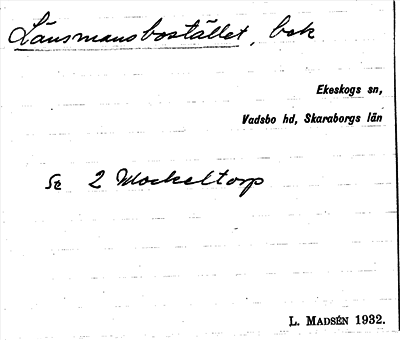 Länsmansbostället, bok
Ekeskogs sn,
Vadsbo hd, Skaraborgs län
Se 2 Mockeltorp
L. MADSÉN 1932.